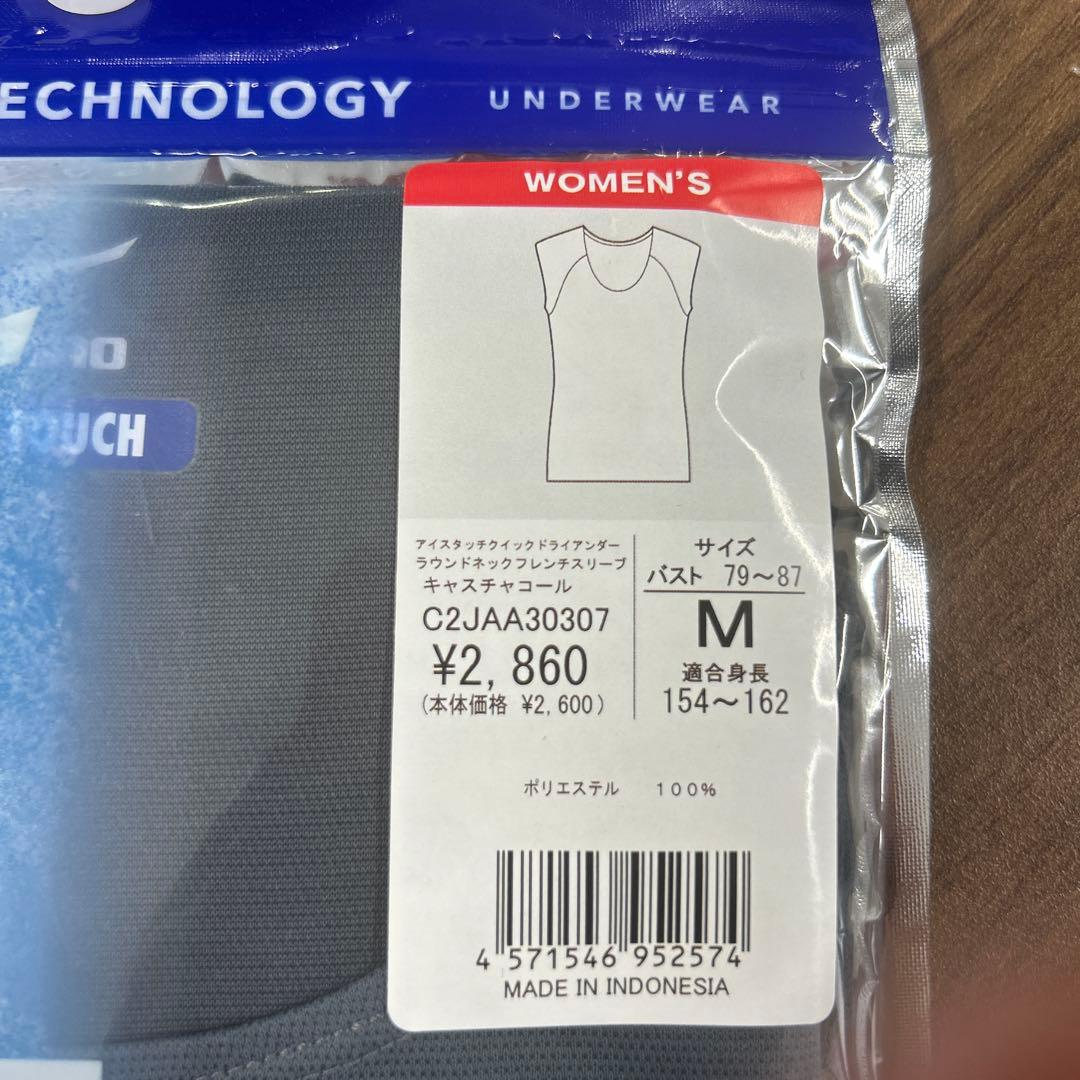 ECHNOLOGY UNDERWEAR
WOMEN'S
OUCH
アイスタッチクイックドライアンダー
ラウンドネックフレンチスリーブ
キャスチャコール
C2JAA30307
¥2,860
(本体価格 ¥2,600)
サイズ
バスト 79〜87
M
適合身長
154〜162
ポリエステル 100%
4 571546 952574
MADE IN INDONESIA